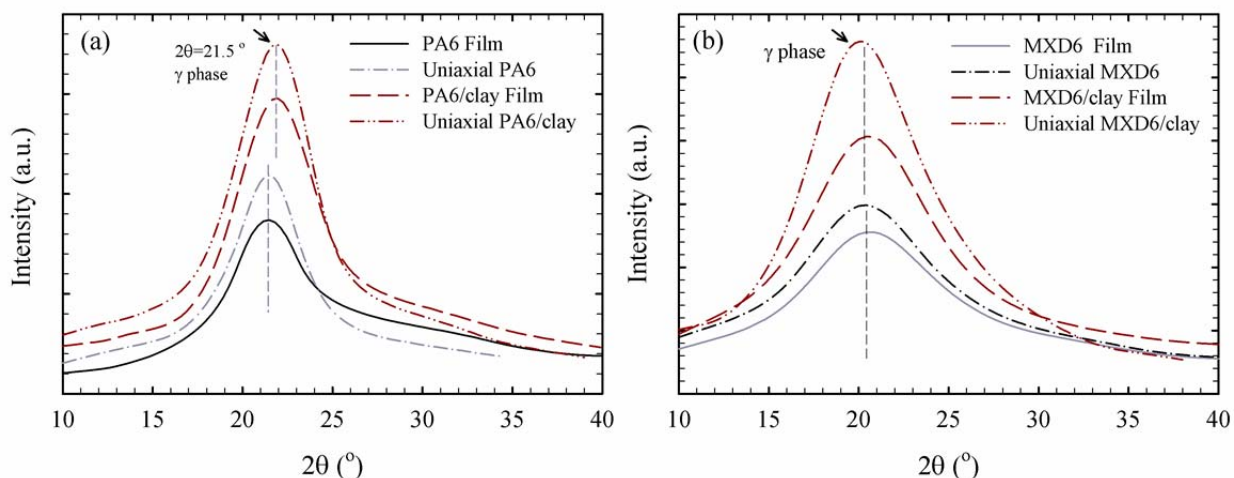 (a)
2θ=21.5 °
γ phase
PA6 Film
Uniaxial PA6
PA6/clay Film
Uniaxial PA6/clay
Intensity (a.u.)
10 15 20 25 30 35 40
2θ (°)
(b)
γ phase
MXD6 Film
Uniaxial MXD6
MXD6/clay Film
Uniaxial MXD6/clay
Intensity (a.u.)
10 15 20 25 30 35 40
2θ (°)